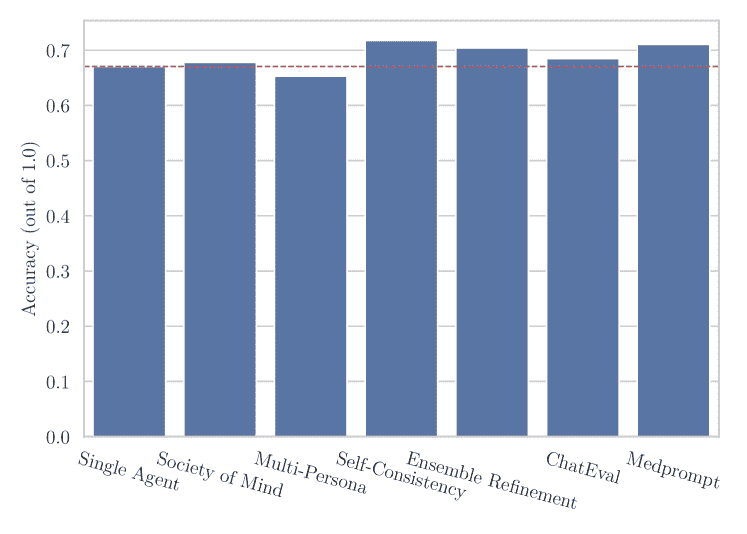 Accuracy (out of 1.0)
0.7
0.6
0.5
0.4
0.3
0.2
0.1
0.0
Single Agent
Society of Mind
Multi-Persona
Self-Consistency
Ensemble Refinement
ChatEval
Medprompt